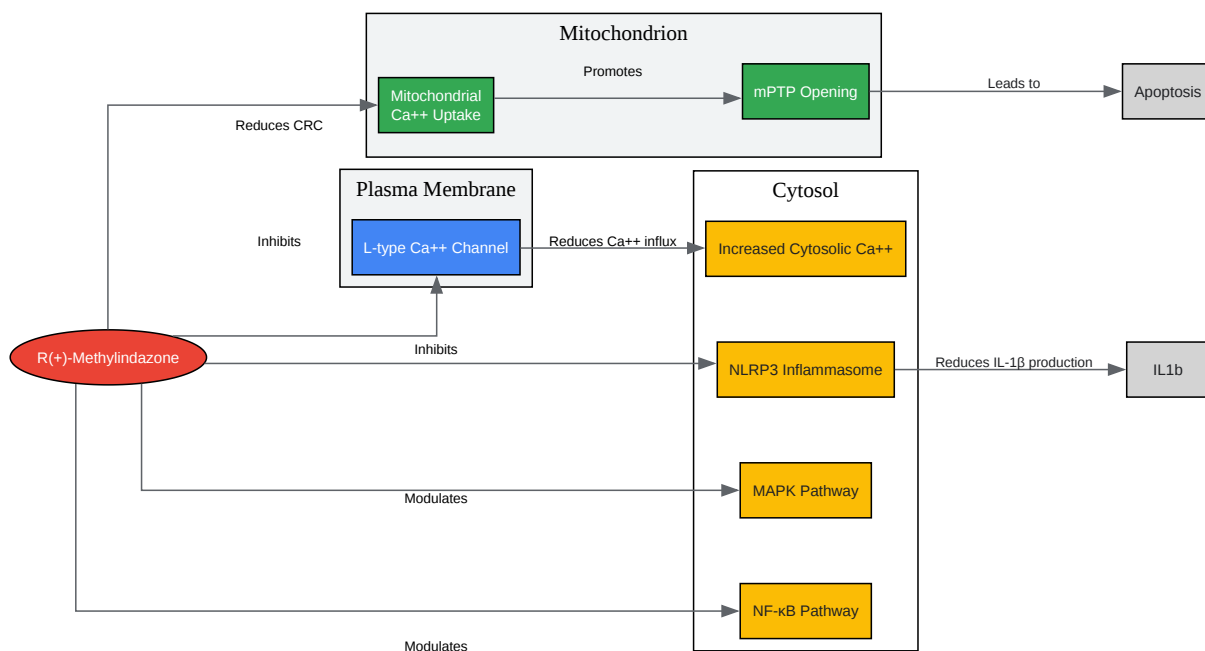 Mitochondrion
Promotes
Mitochondrial
Ca++ Uptake
mPTP Opening
Leads to
Apoptosis
Reduces CRC
Plasma Membrane
Cytosol
Inhibits
L-type Ca++ Channel
Reduces Ca++ influx
Increased Cytosolic Ca++
R(+)-Methylindazone
Inhibits
NLRP3 Inflammasome
Reduces IL-1β production
IL1b
MAPK Pathway
Modulates
NF-κB Pathway
Modulates